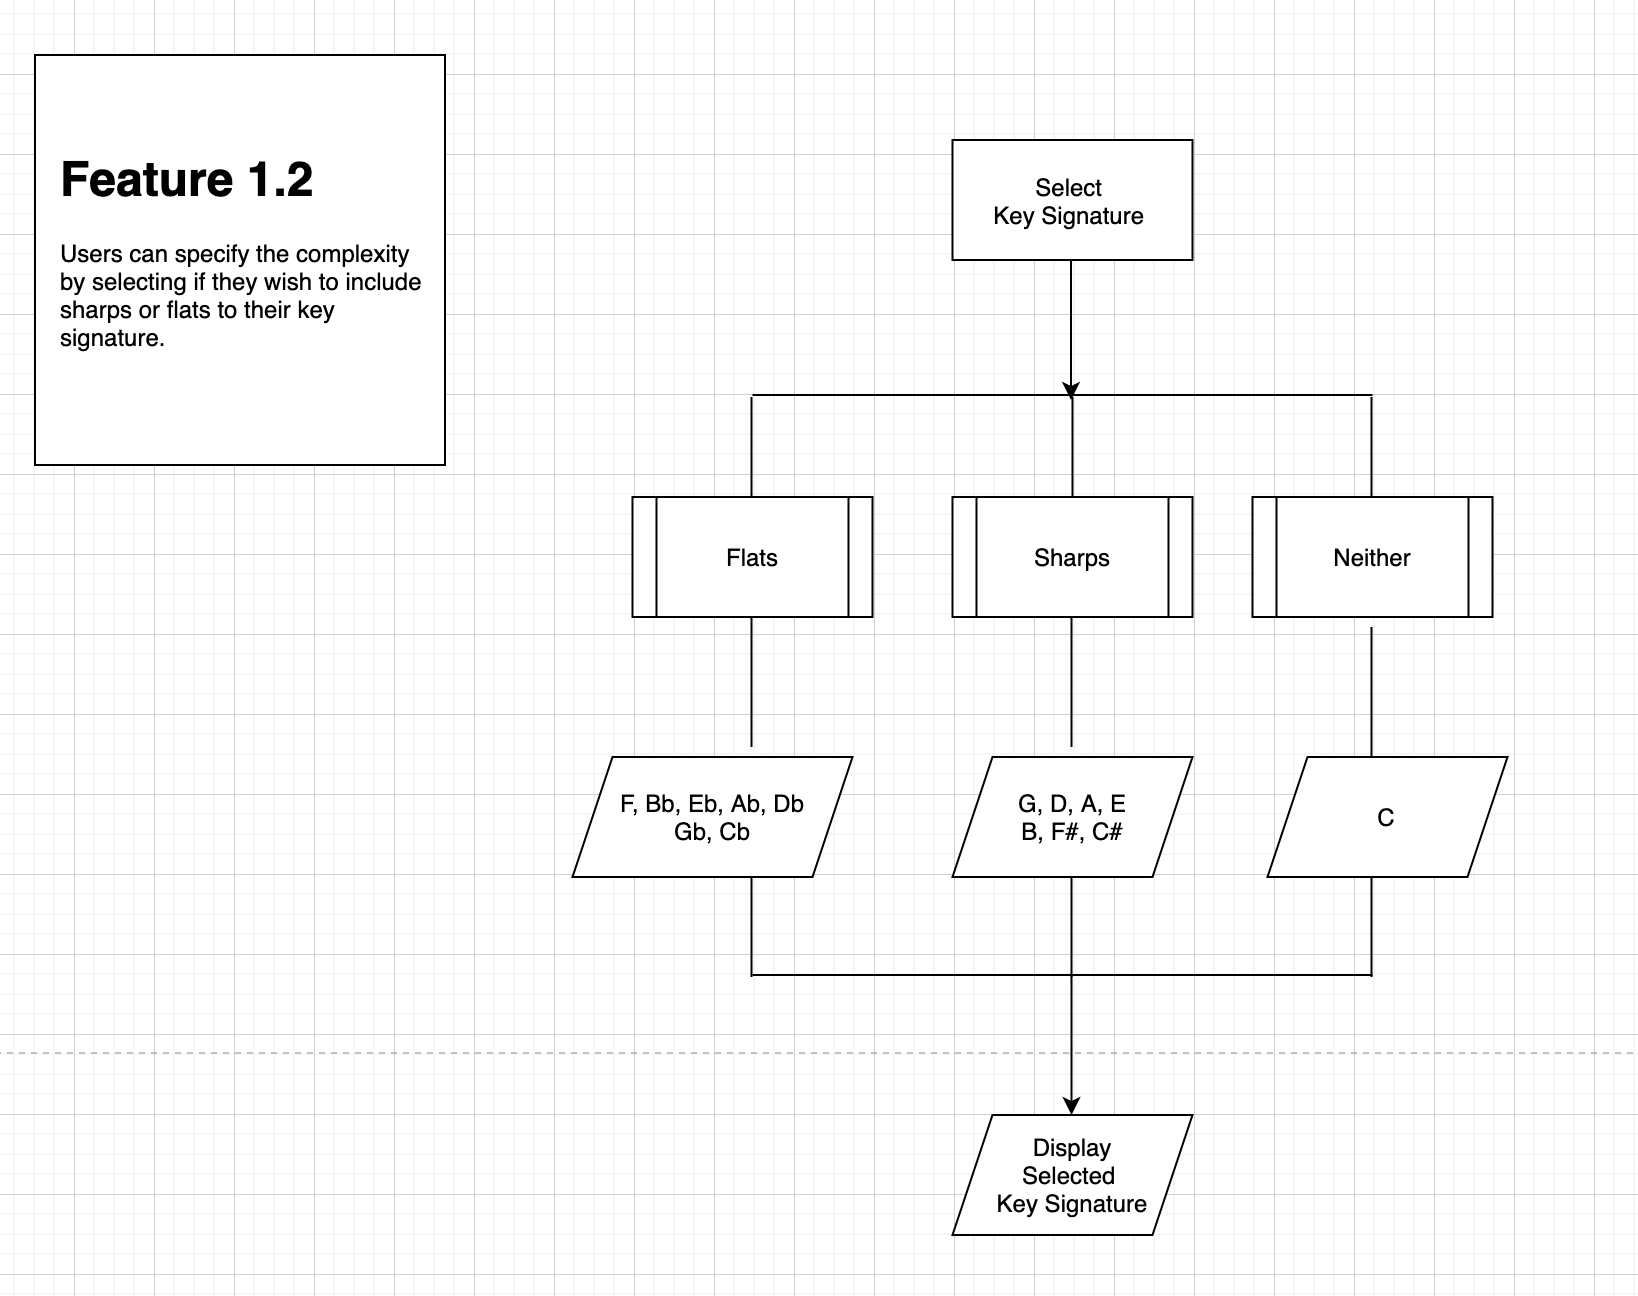 Feature 1.2
Users can specify the complexity
by selecting if they wish to include
sharps or flats to their key
signature.
Select
Key Signature
Flats
Sharps
Neither
F, Bb, Eb, Ab, Db
Gb, Cb
G, D, A, E
B, F#, C#
C
Display
Selected
Key Signature